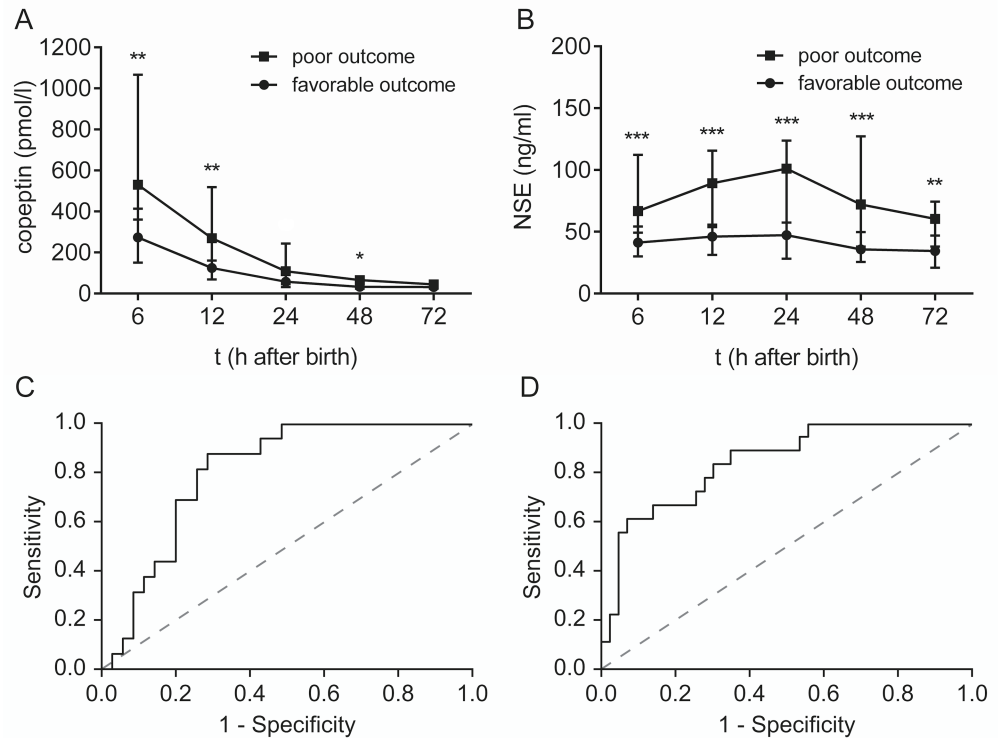 A
copeptin (pmol/l)
1200
1000
800
600
400
200
0
**
**
*
poor outcome
favorable outcome
6 12 24 48 72
t (h after birth)
B
NSE (ng/ml)
200
150
100
50
0
***
***
***
***
**
poor outcome
favorable outcome
6 12 24 48 72
t (h after birth)
C
Sensitivity
1.0
0.8
0.6
0.4
0.2
0.0
0.0 0.2 0.4 0.6 0.8 1.0
1 - Specificity
D
Sensitivity
1.0
0.8
0.6
0.4
0.2
0.0
0.0 0.2 0.4 0.6 0.8 1.0
1 - Specificity